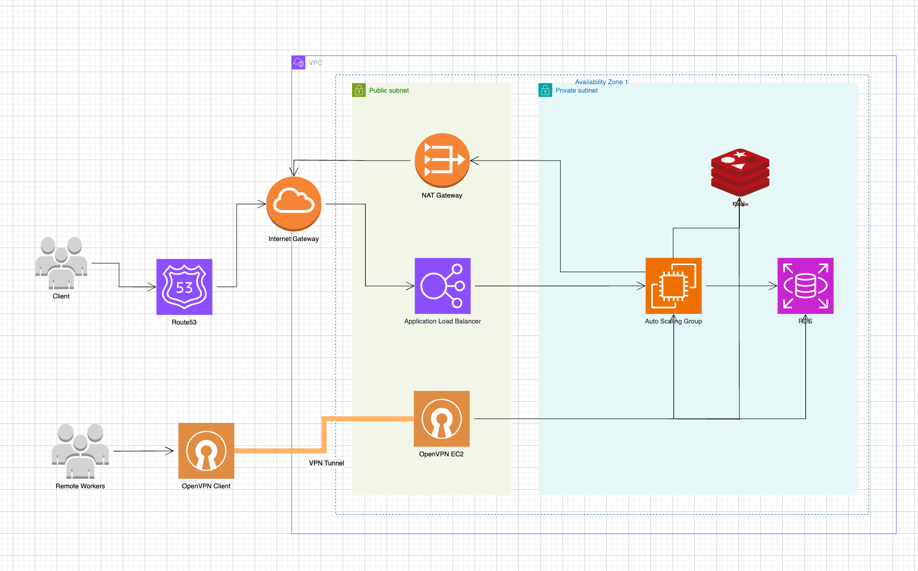 VPC
Availability Zone 1
Public subnet
Private subnet
NAT Gateway
Redis
Internet Gateway
Client
53
Route53
Application Load Balancer
Auto Scaling Group
RDS
OpenVPN EC2
VPN Tunnel
Remote Workers
OpenVPN Client